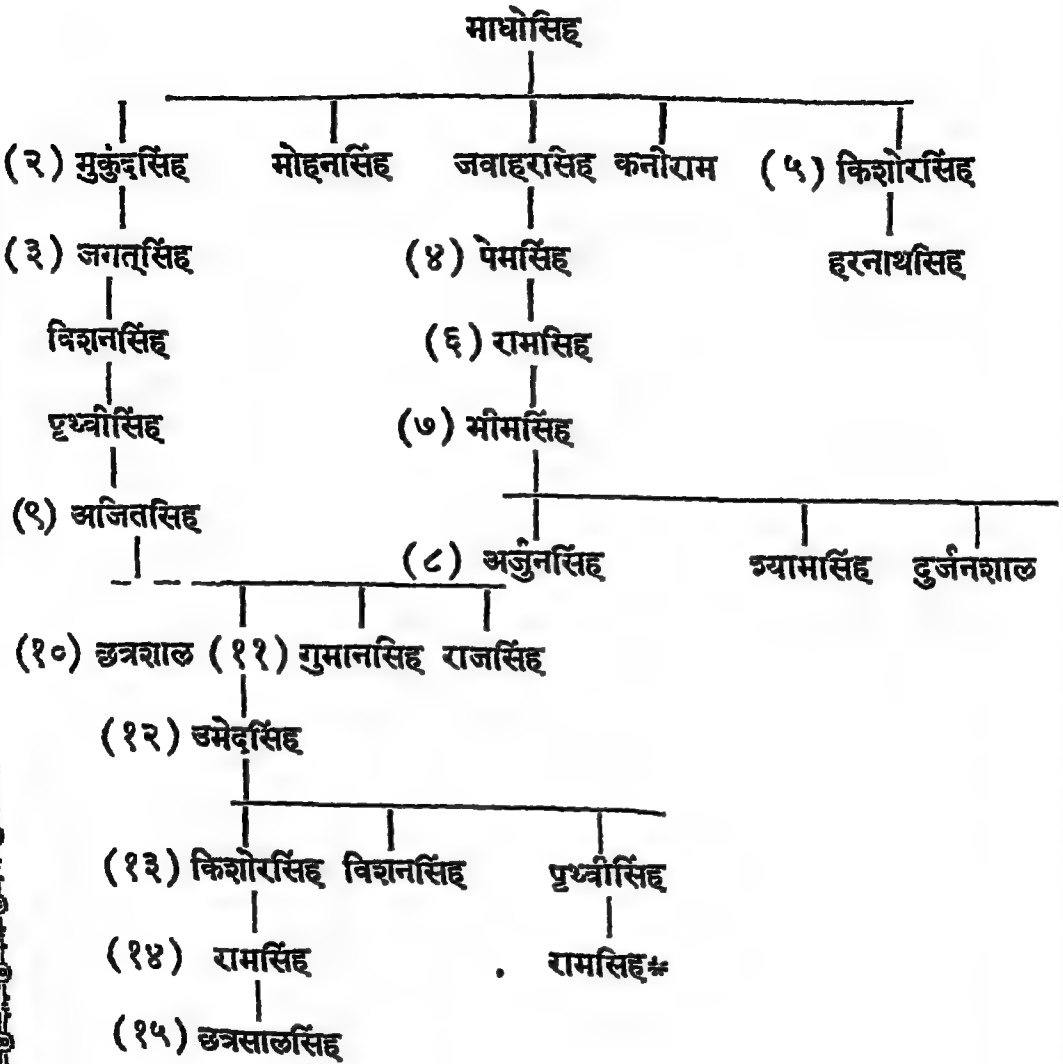 माधोसिह
(२) मुकुंदसिंह मोहनसिंह जवाहरसिह कनीराम (५) किशोरसिंह
(३) जगत्सिंह (४) पेमसिंह हरनाथसिह
विशनसिंह (६) रामसिह
पृथ्वीसिंह (७) भीमसिंह
(९) अजितसिह
(८) अर्जुनसिंह श्यामसिंह दुर्जनशाल
(१०) छत्रशाल (११) गुमानसिह राजसिंह
(१२) उमेदसिंह
(१३) किशोरसिंह विशनसिंह पृथ्वीसिंह
(१४) रामसिंह रामसिह*
(१५) छत्रसालसिंह